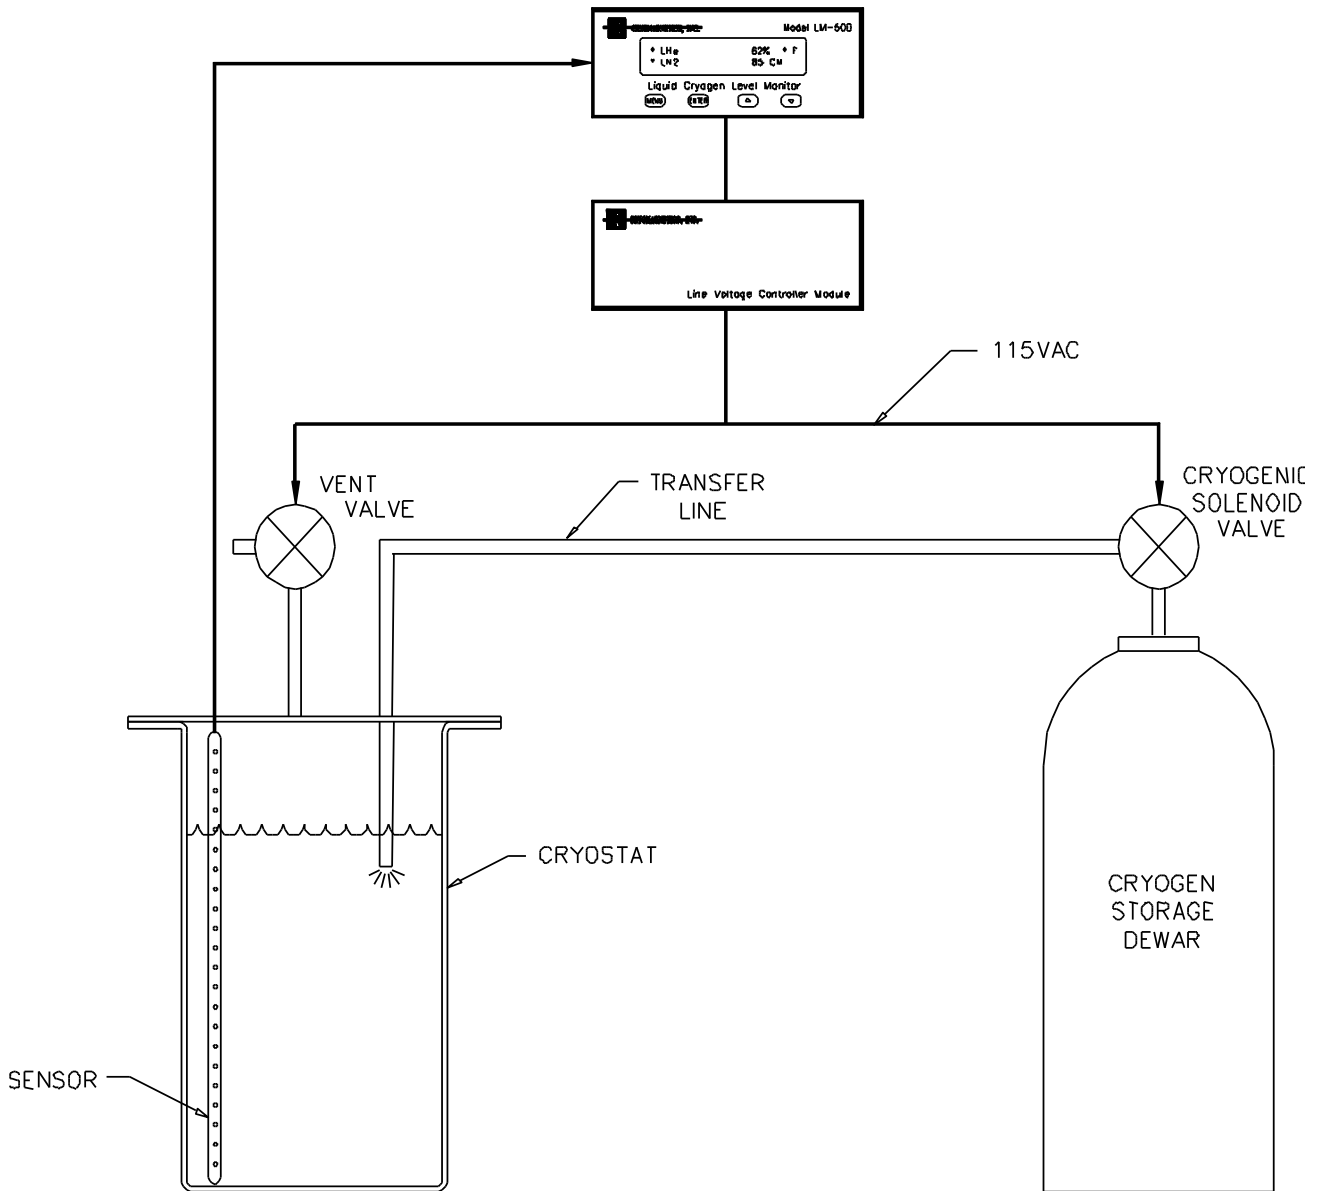 Model LM-500
LHe 62%
LN2 85 CM
Liquid Cryogen Level Monitor
MENU ENTER
Line Voltage Controller Module
115VAC
VENT
VALVE
TRANSFER
LINE
CRYOGENIC
SOLENOID
VALVE
CRYOSTAT
CRYOGEN
STORAGE
DEWAR
SENSOR